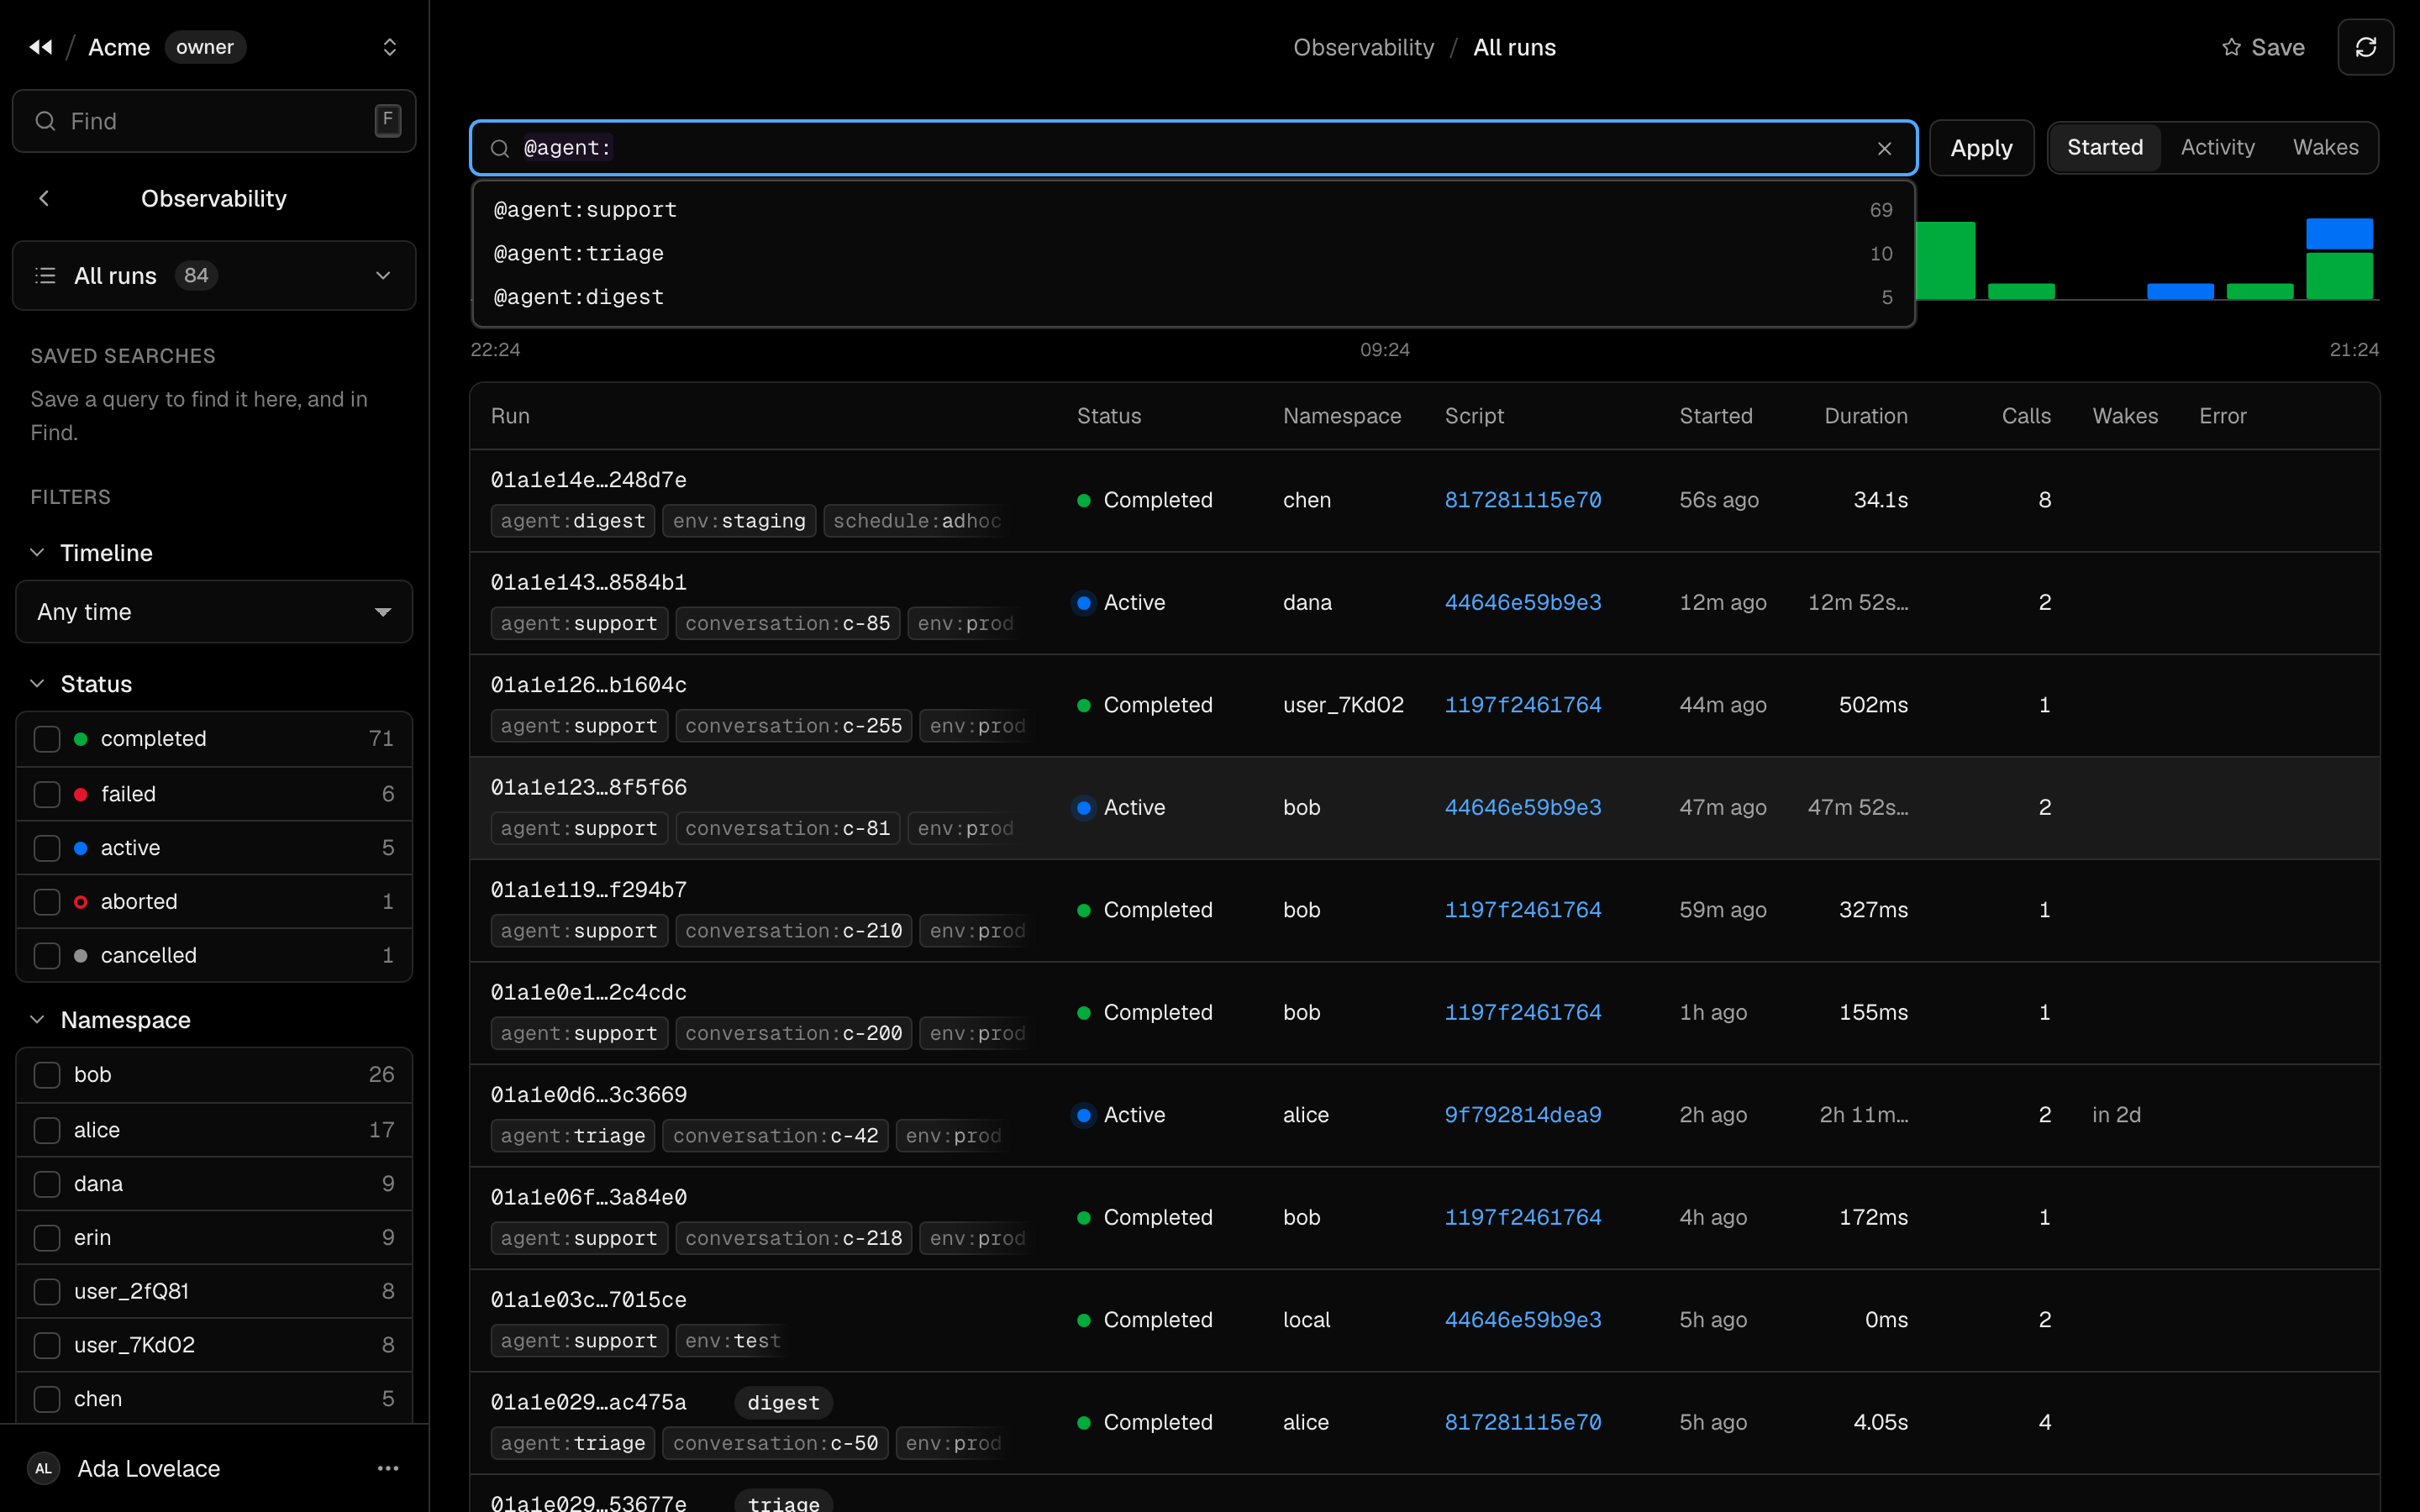 / Acme owner
Find F
Observability
All runs 84
SAVED SEARCHES
Save a query to find it here, and in
Find.
FILTERS
Timeline
Any time
Status
completed 71
failed 6
active 5
aborted 1
cancelled 1
Namespace
bob 26
alice 17
dana 9
erin 9
user_2fQ81 8
user_7KdO2 8
chen 5
AL Ada Lovelace
Observability / All runs
Save
@agent:
Apply
Started Activity Wakes
@agent:support 69
@agent:triage 10
@agent:digest 5
22:24 09:24 21:24
Run Status Namespace Script Started Duration Calls Wakes Error
01a1e14e…248d7e
agent:digest env:staging schedule:adhoc
Completed chen 817281115e70 56s ago 34.1s 8
01a1e143…8584b1
agent:support conversation:c-85 env:prod
Active dana 44646e59b9e3 12m ago 12m 52s… 2
01a1e126…b1604c
agent:support conversation:c-255 env:prod
Completed user_7KdO2 1197f2461764 44m ago 502ms 1
01a1e123…8f5f66
agent:support conversation:c-81 env:prod
Active bob 44646e59b9e3 47m ago 47m 52s… 2
01a1e119…f294b7
agent:support conversation:c-210 env:prod
Completed bob 1197f2461764 59m ago 327ms 1
01a1e0e1…2c4cdc
agent:support conversation:c-200 env:prod
Completed bob 1197f2461764 1h ago 155ms 1
01a1e0d6…3c3669
agent:triage conversation:c-42 env:prod
Active alice 9f792814dea9 2h ago 2h 11m… 2 in 2d
01a1e06f…3a84e0
agent:support conversation:c-218 env:prod
Completed bob 1197f2461764 4h ago 172ms 1
01a1e03c…7015ce
agent:support env:test
Completed local 44646e59b9e3 5h ago 0ms 2
01a1e029…ac475a digest
agent:triage conversation:c-50 env:prod
Completed alice 817281115e70 5h ago 4.05s 4
01a1e029…53677e triage